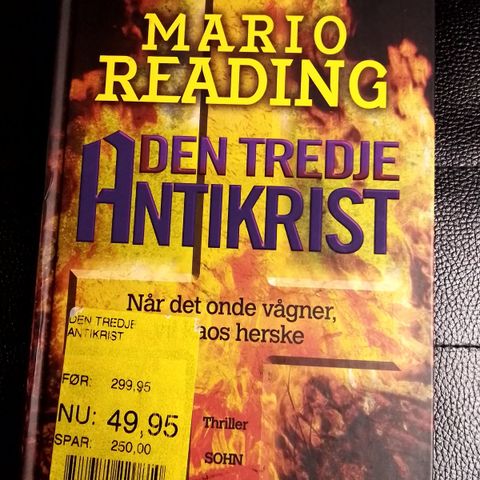 MARIO
READING
DEN TREDJE
ANTIKRIST
Når det onde vågner,
aos herske
DEN TREDJE
ANTIKRIST
FØR: 299,95
NU: 49,95
SPAR: 250,00
Thriller
SOHN